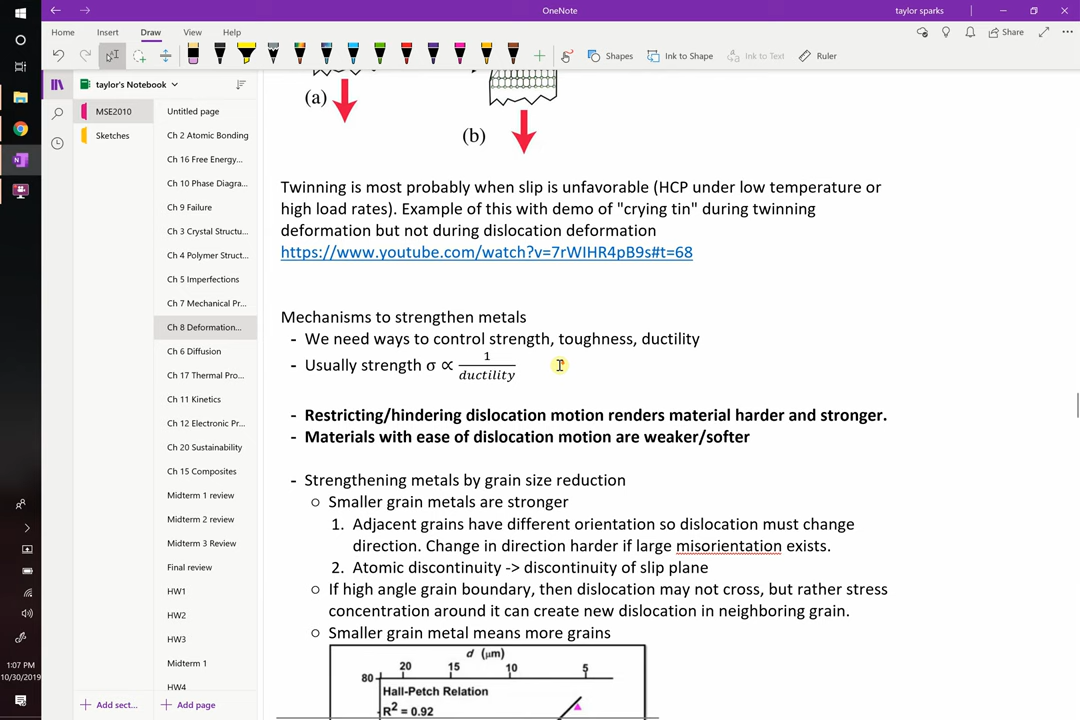 OneNote
taylor sparks
Home
Insert
Draw
View
Help
Share
Shapes
Ink to Shape
Ink to Text
Ruler
taylor's Notebook
MSE2010
Sketches
Untitled page
Ch 2 Atomic Bonding
Ch 16 Free Energy...
Ch 10 Phase Diagra...
Ch 9 Failure
Ch 3 Crystal Structu...
Ch 4 Polymer Struct...
Ch 5 Imperfections
Ch 7 Mechanical Pr...
Ch 8 Deformation...
Ch 6 Diffusion
Ch 17 Thermal Pro...
Ch 11 Kinetics
Ch 12 Electronic Pr...
Ch 20 Sustainability
Ch 15 Composites
Midterm 1 review
Midterm 2 review
Midterm 3 Review
Final review
HW1
HW2
HW3
Midterm 1
HW4
+ Add sect...
+ Add page
1:07 PM
10/30/2019
(a)
(b)
Twinning is most probably when slip is unfavorable (HCP under low temperature or
high load rates). Example of this with demo of "crying tin" during twinning
deformation but not during dislocation deformation
https://www.youtube.com/watch?v=7rWIHR4pB9s#t=68
Mechanisms to strengthen metals
- We need ways to control strength, toughness, ductility
- Usually strength σ ∝ 1/ductility
- Restricting/hindering dislocation motion renders material harder and stronger.
- Materials with ease of dislocation motion are weaker/softer
- Strengthening metals by grain size reduction
○ Smaller grain metals are stronger
1. Adjacent grains have different orientation so dislocation must change
direction. Change in direction harder if large misorientation exists.
2. Atomic discontinuity -> discontinuity of slip plane
○ If high angle grain boundary, then dislocation may not cross, but rather stress
concentration around it can create new dislocation in neighboring grain.
○ Smaller grain metal means more grains
d (μm)
20 15 10 5
80
Hall-Petch Relation
R² = 0.92